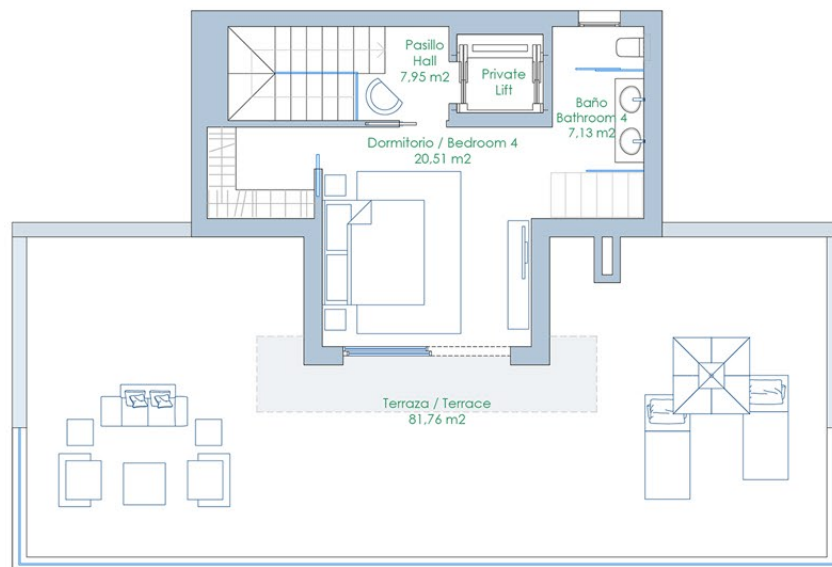 Pasillo
Hall
7,95 m2
Private
Lift
Baño
Bathroom 4
7,13 m2
Dormitorio / Bedroom 4
20,51 m2
Terraza / Terrace
81,76 m2